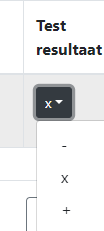 Test
resultaat
x
-
x
+